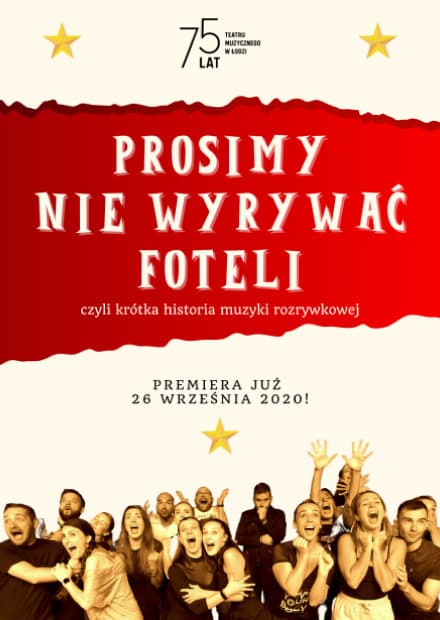 75 LAT
TEATRU
MUZYCZNEGO
W ŁODZI
PROSIMY
NIE WYRYWAĆ
FOTELI
czyli krótka historia muzyki rozrywkowej
PREMIERA JUŻ
26 WRZEŚNIA 2020!